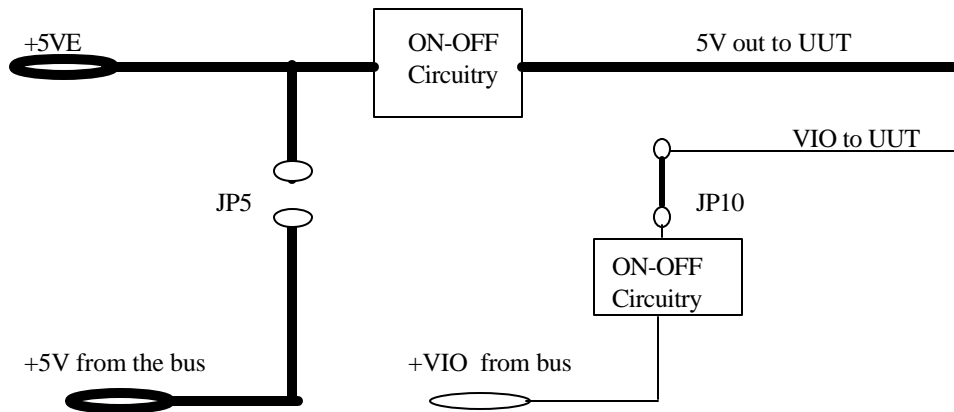 +5VE
ON-OFF
Circuitry
5V out to UUT
VIO to UUT
JP5
JP10
ON-OFF
Circuitry
+5V from the bus
+VIO from bus